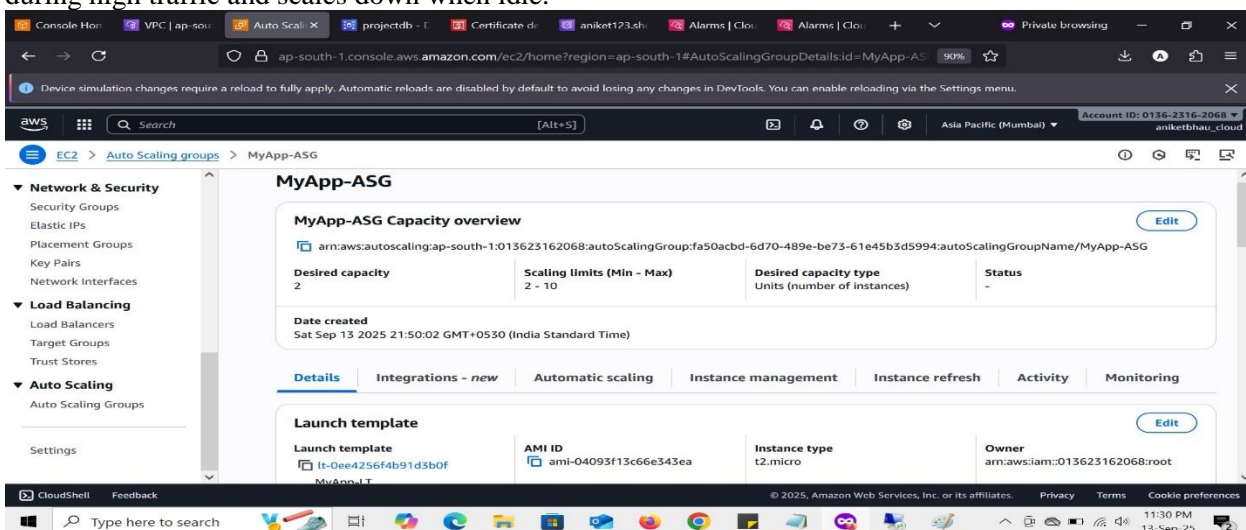 during high traffic and scales down when idle.
Console Hon VPC | ap-sou Auto Scali projectdb - D Certificate de aniket123.sh Alarms | Clou Alarms | Clou Private browsing
ap-south-1.console.aws.amazon.com/ec2/home?region=ap-south-1#AutoScalingGroupDetails:id=MyApp-AS 90%
Device simulation changes require a reload to fully apply. Automatic reloads are disabled by default to avoid losing any changes in DevTools. You can enable reloading via the Settings menu.
aws Search [Alt+S] Asia Pacific (Mumbai) Account ID: 0136-2316-2068
aniketbhau_cloud
EC2 > Auto Scaling groups > MyApp-ASG
Network & Security
Security Groups
Elastic IPs
Placement Groups
Key Pairs
Network Interfaces
Load Balancing
Load Balancers
Target Groups
Trust Stores
Auto Scaling
Auto Scaling Groups
Settings
MyApp-ASG
MyApp-ASG Capacity overview Edit
arn:aws:autoscaling:ap-south-1:013623162068:autoScalingGroup:fa50acbd-6d70-489e-be73-61e45b3d5994:autoScalingGroupName/MyApp-ASG
Desired capacity Scaling limits (Min - Max) Desired capacity type Status
2 2 - 10 Units (number of instances) -
Date created
Sat Sep 13 2025 21:50:02 GMT+0530 (India Standard Time)
Details Integrations - new Automatic scaling Instance management Instance refresh Activity Monitoring
Launch template Edit
Launch template AMI ID Instance type Owner
lt-0ee4256f4b91d3b0f ami-04093f13c66e343ea t2.micro arn:aws:iam::013623162068:root
MyApp-LT
CloudShell Feedback © 2025, Amazon Web Services, Inc. or its affiliates. Privacy Terms Cookie preferences
Type here to search 11:30 PM
13-Sep-25